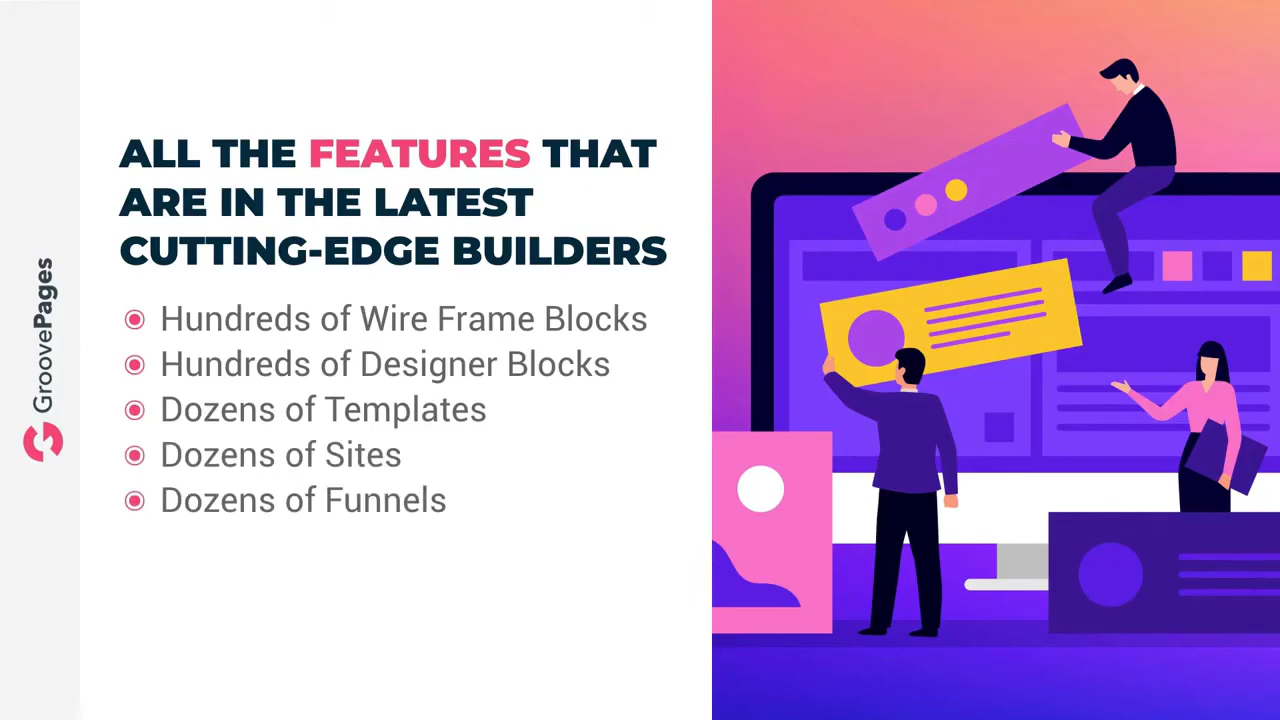 GroovePages
ALL THE FEATURES THAT
ARE IN THE LATEST
CUTTING-EDGE BUILDERS
Hundreds of Wire Frame Blocks
Hundreds of Designer Blocks
Dozens of Templates
Dozens of Sites
Dozens of Funnels